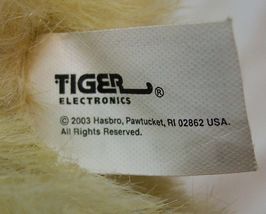 TIGER®
ELECTRONICS
© 2003 Hasbro, Pawtucket, RI 02862 USA.
All Rights Reserved.